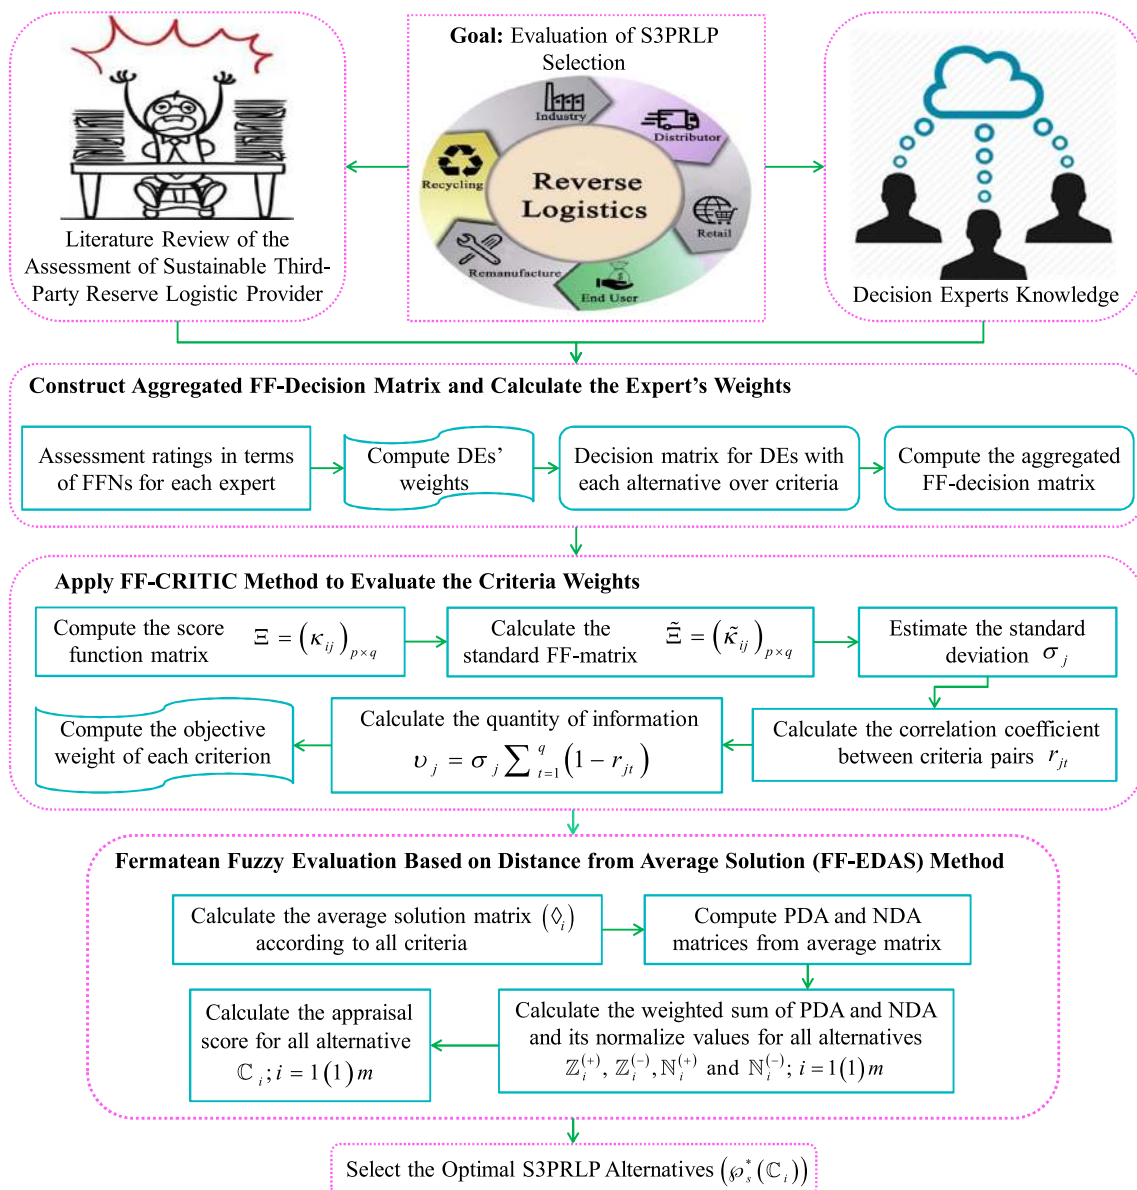 Goal: Evaluation of S3PRLP
Selection
Industry
Distributor
Recycling
Reverse
Logistics
Retail
Remanufacture
End User
Literature Review of the
Assessment of Sustainable Third-
Party Reserve Logistic Provider
Decision Experts Knowledge
Construct Aggregated FF-Decision Matrix and Calculate the Expert's Weights
Assessment ratings in terms
of FFNs for each expert
Compute DEs'
weights
Decision matrix for DEs with
each alternative over criteria
Compute the aggregated
FF-decision matrix
Apply FF-CRITIC Method to Evaluate the Criteria Weights
Compute the score
function matrix Ξ = (κ_{ij})_{p×q}
Calculate the
standard FF-matrix Ξ̃ = (κ̃_{ij})_{p×q}
Estimate the standard
deviation σ_j
Calculate the correlation coefficient
between criteria pairs r_{jt}
Calculate the quantity of information
υ_j = σ_j ∑_{t=1}^{q} (1 − r_{jt})
Compute the objective
weight of each criterion
Fermatean Fuzzy Evaluation Based on Distance from Average Solution (FF-EDAS) Method
Calculate the average solution matrix (◊_i)
according to all criteria
Compute PDA and NDA
matrices from average matrix
Calculate the weighted sum of PDA and NDA
and its normalize values for all alternatives
ℤ_i^{(+)}, ℤ_i^{(−)}, ℕ_i^{(+)} and ℕ_i^{(−)}; i = 1(1)m
Calculate the appraisal
score for all alternative
ℂ_i; i = 1(1)m
Select the Optimal S3PRLP Alternatives (℘_s^*(ℂ_i))